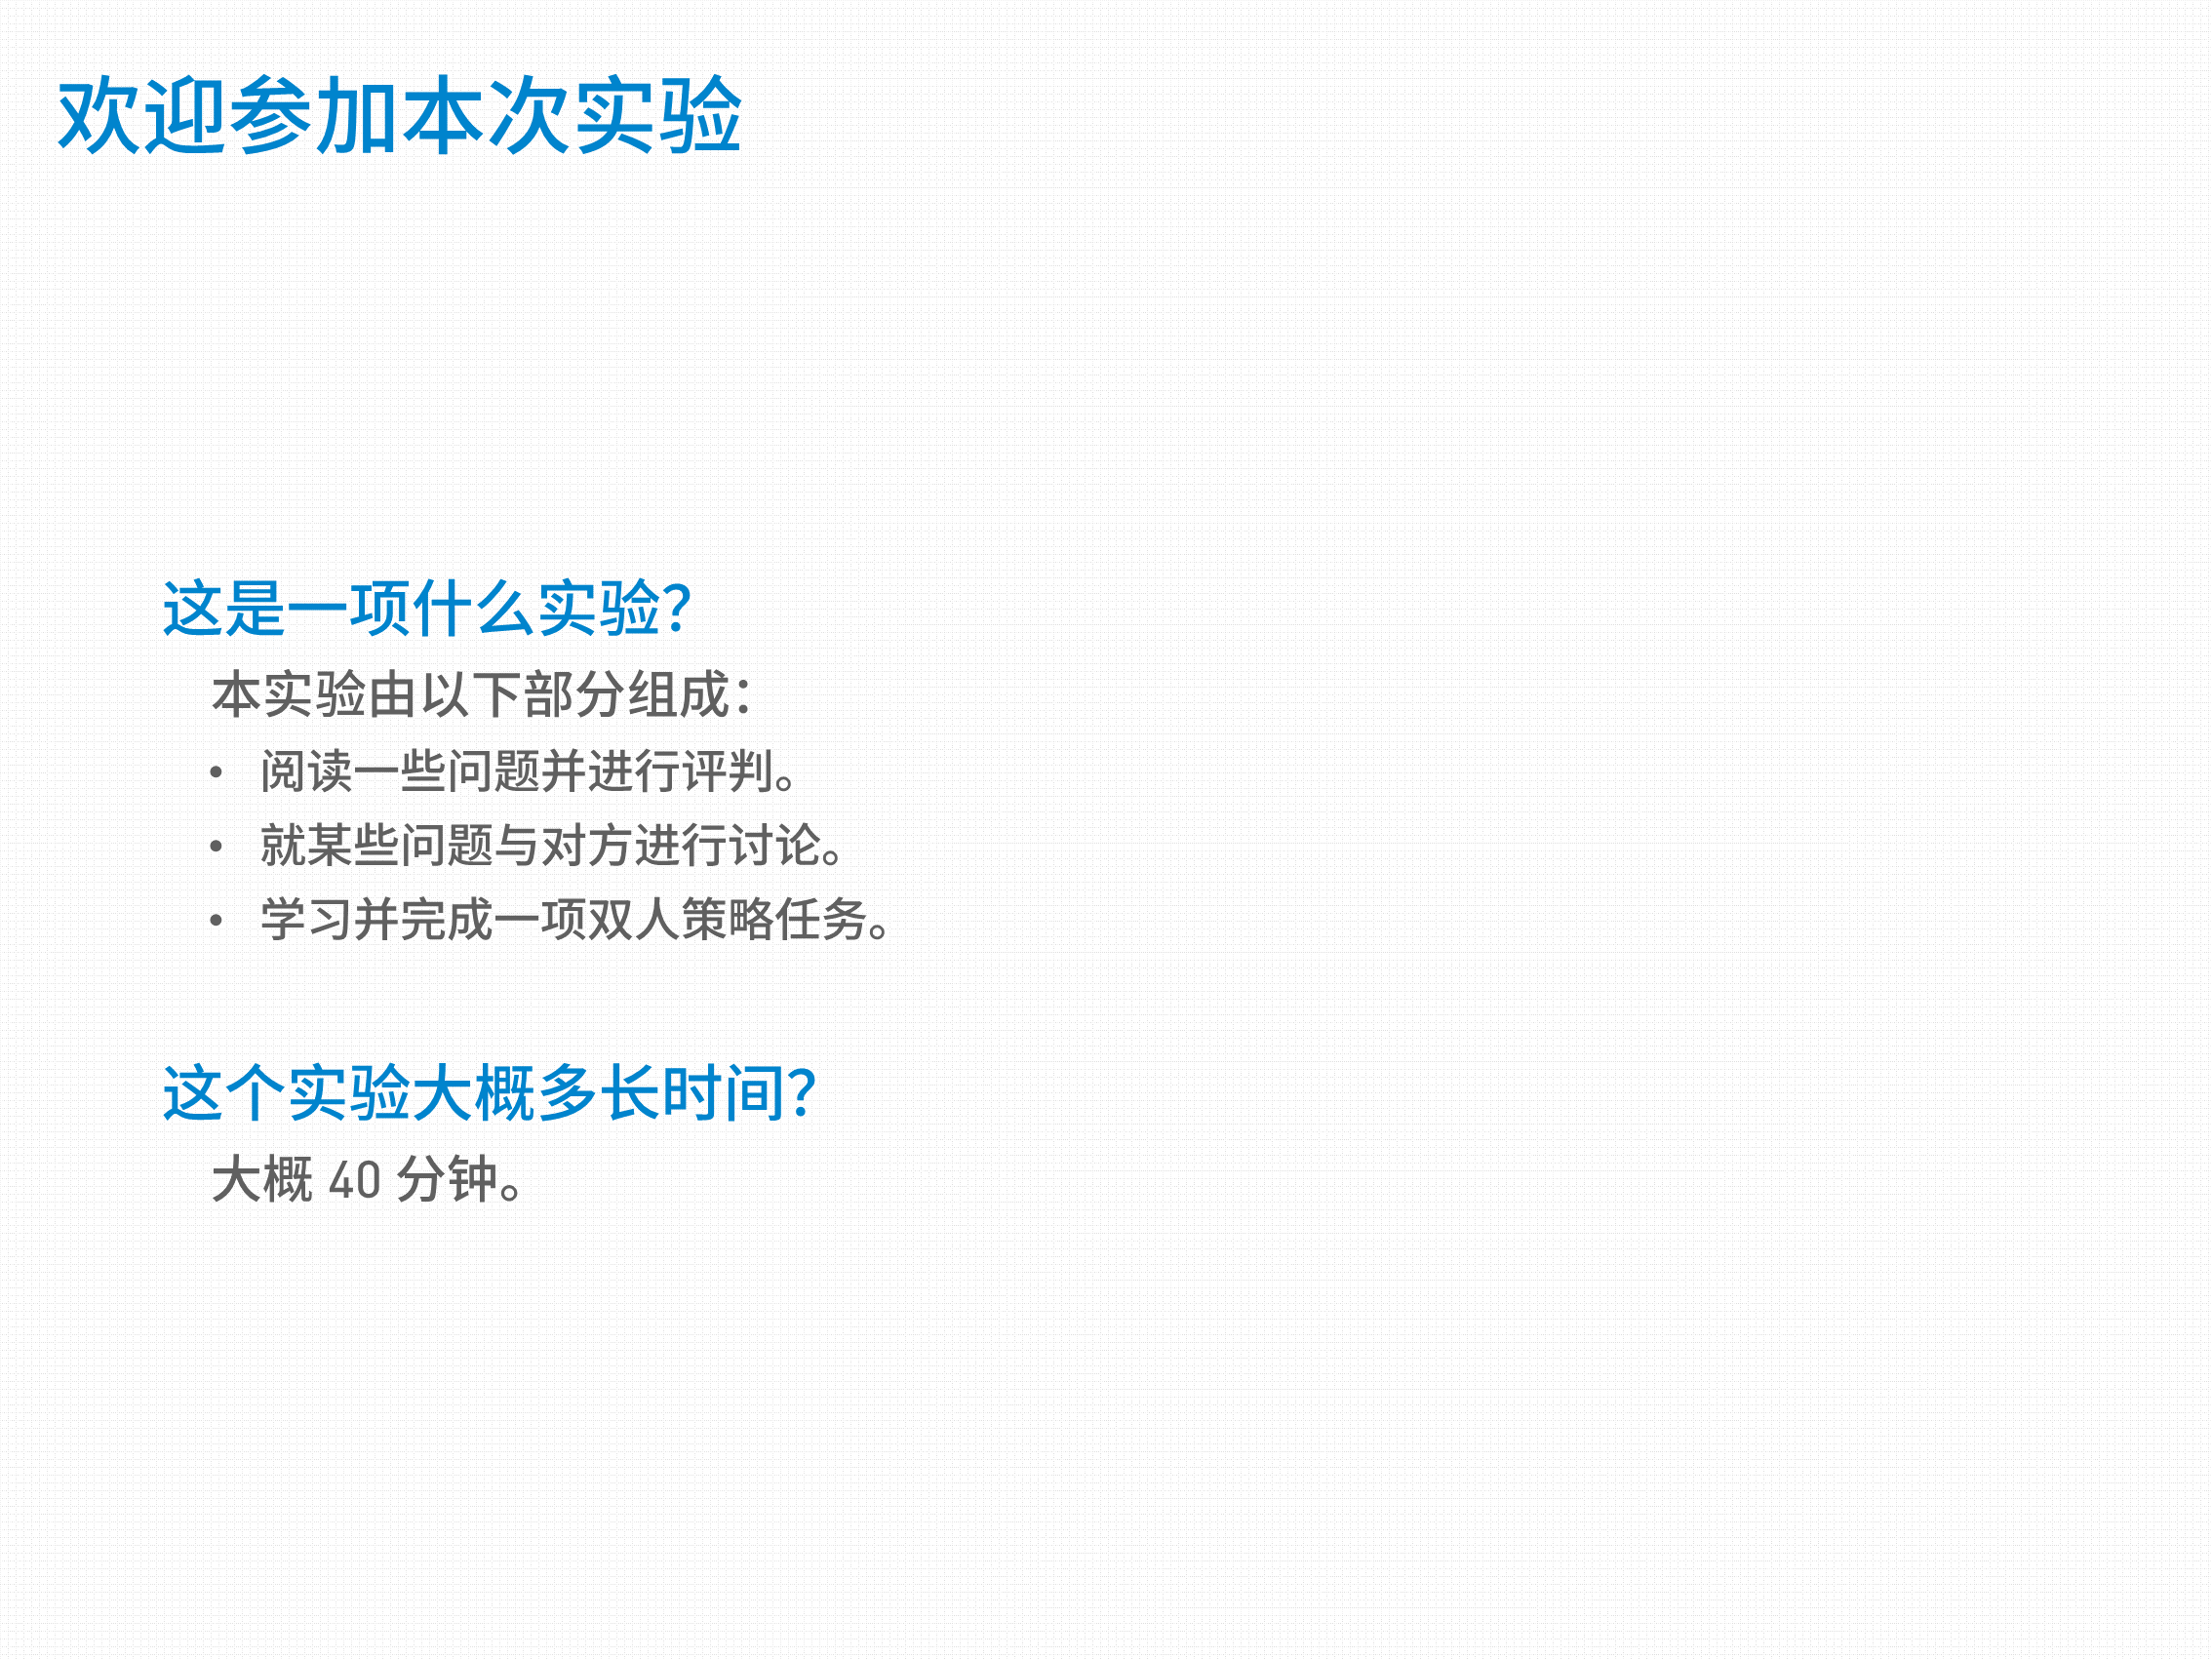 欢迎参加本次实验
这是一项什么实验？
本实验由以下部分组成：
• 阅读一些问题并进行评判。
• 就某些问题与对方进行讨论。
• 学习并完成一项双人策略任务。
这个实验大概多长时间？
大概 40 分钟。